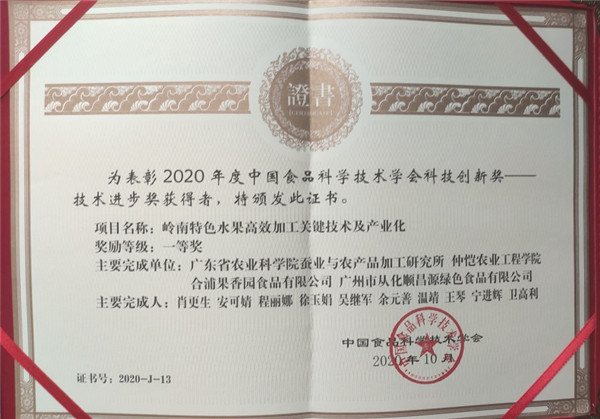 證書
为表彰2020年度中国食品科学技术学会科技创新奖——
技术进步奖获得者，特颁发此证书。
项目名称：岭南特色水果高效加工关键技术及产业化
奖励等级：一等奖
主要完成单位：广东省农业科学院蚕业与农产品加工研究所 仲恺农业工程学院
合浦果香园食品有限公司 广州市从化顺昌源绿色食品有限公司
主要完成人：肖更生 安可婧 程丽娜 徐玉娟 吴继军 余元善 温靖 王琴 宁进辉 卫高利
中国食品科学技术学会
2020年10月
证书号：2020-J-13